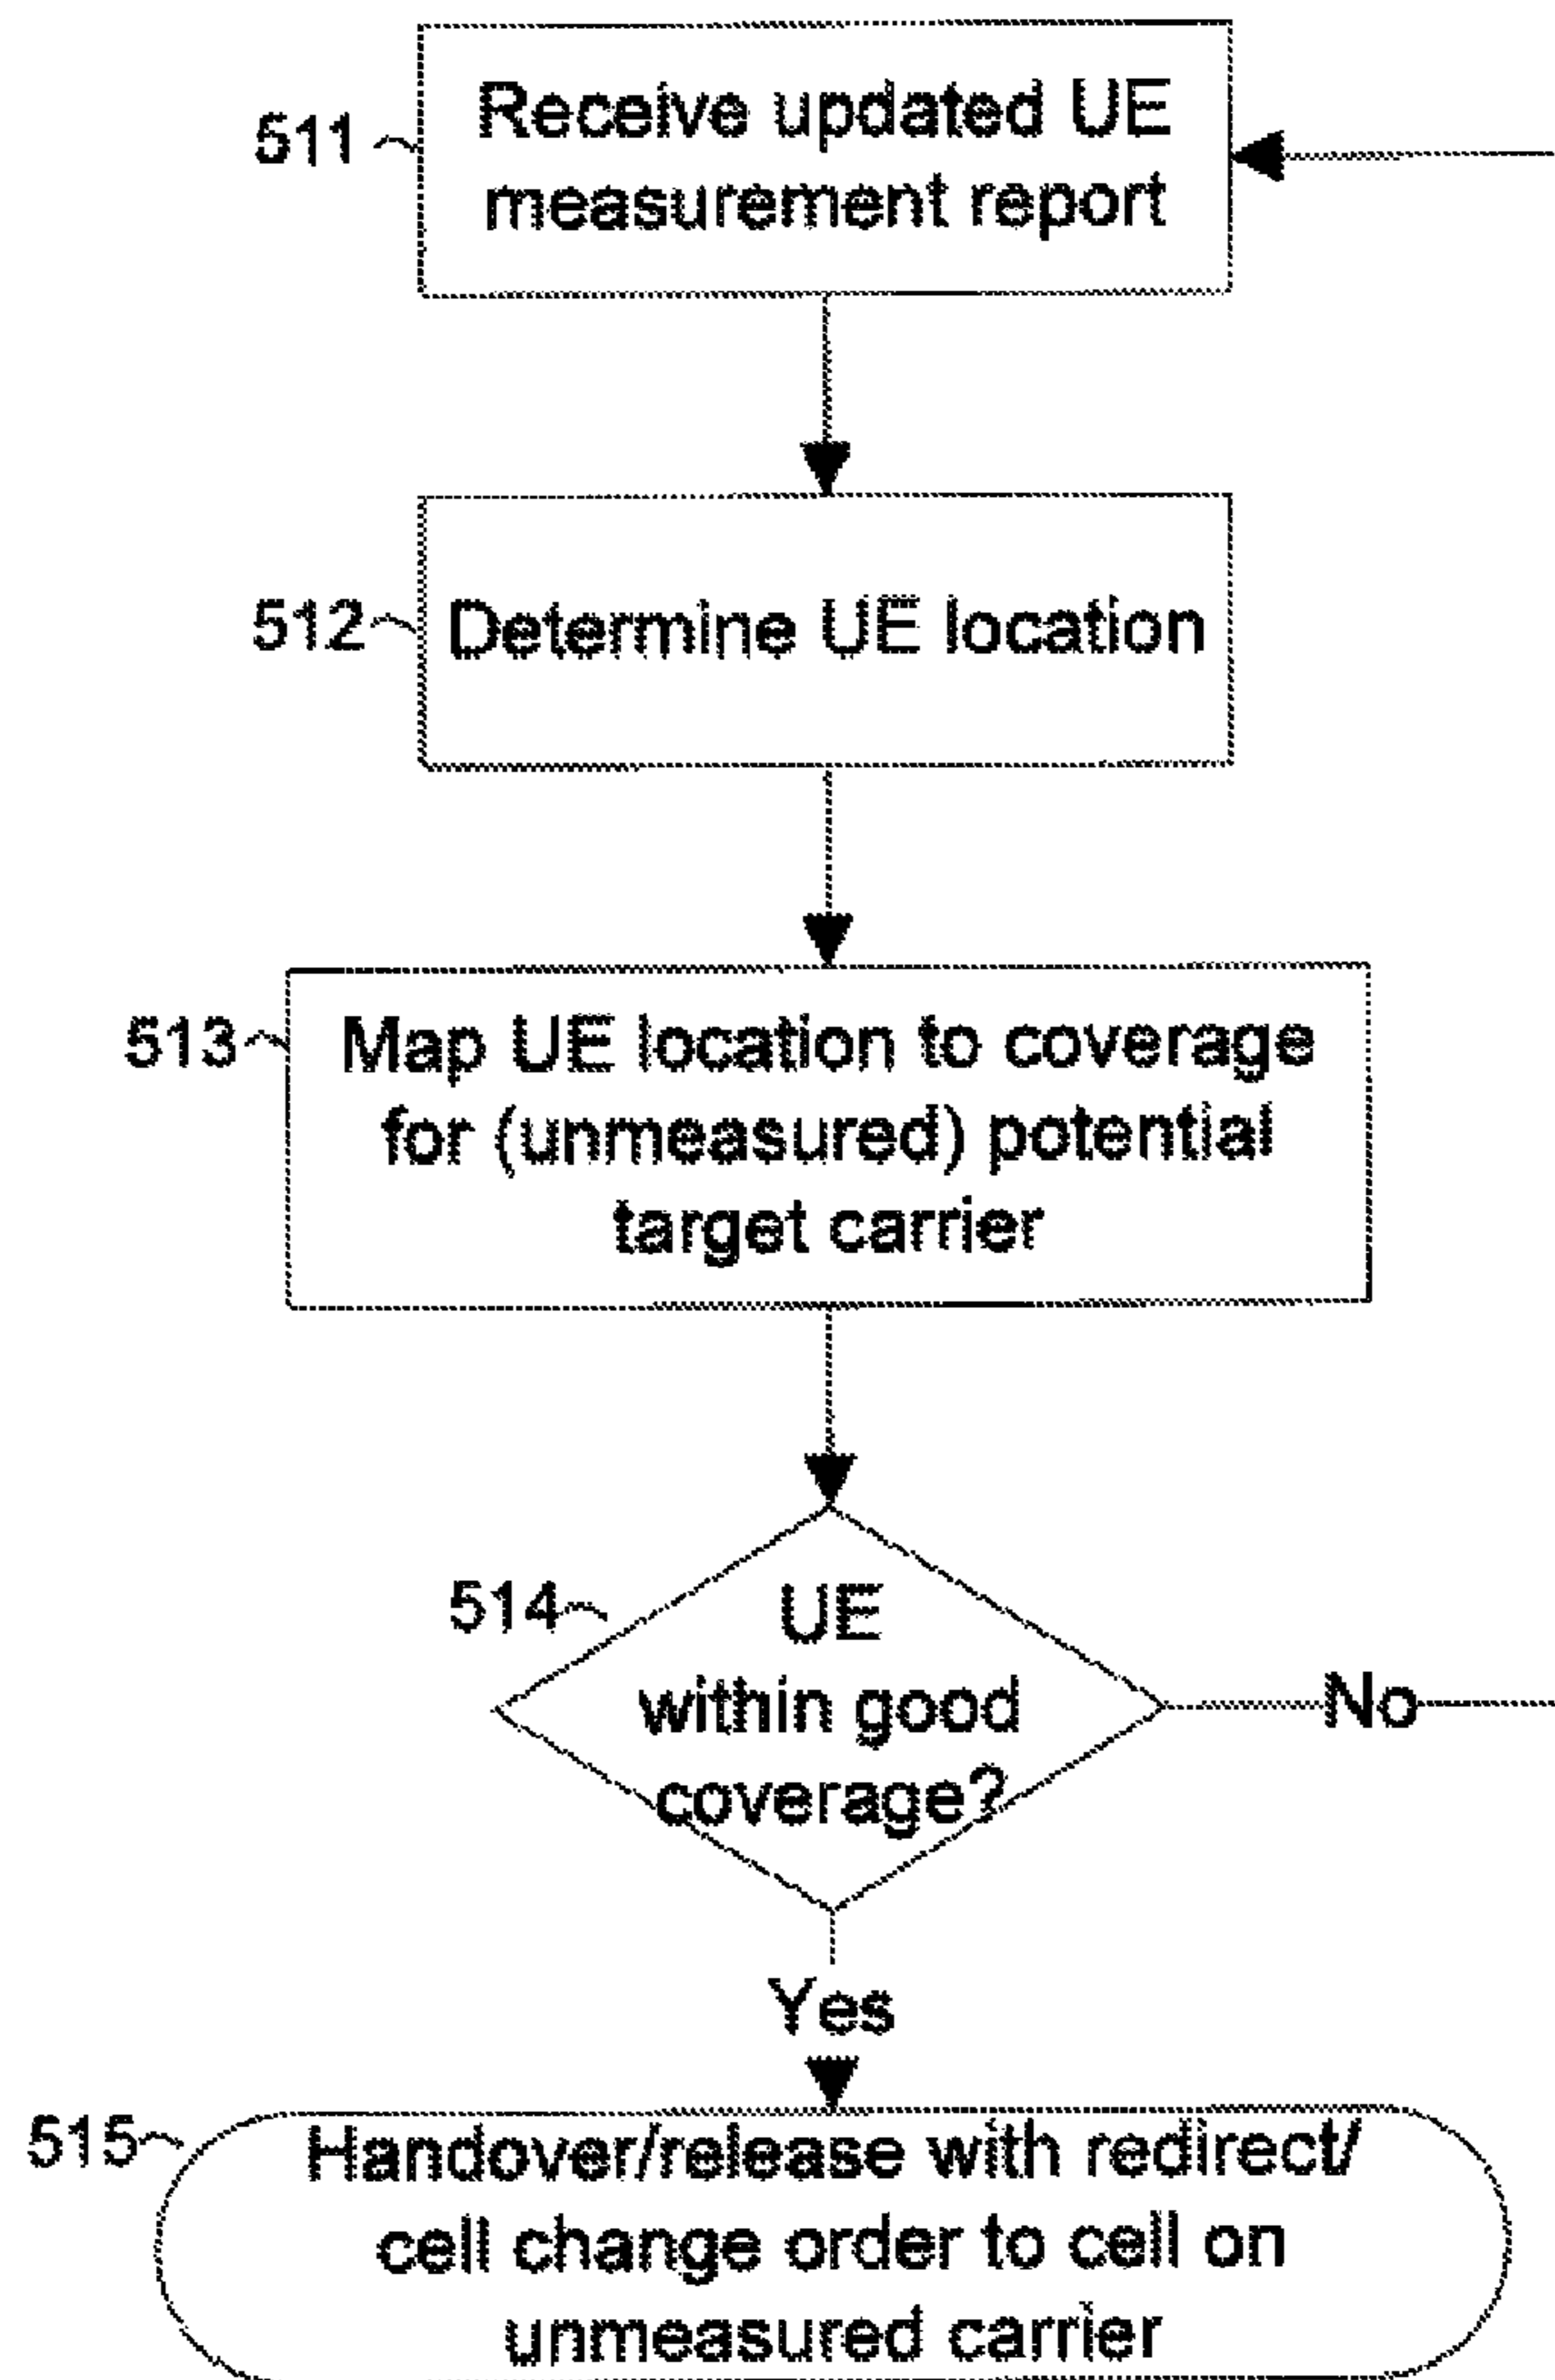 511
Receive updated UE
measurement report
512
Determine UE location
513
Map UE location to coverage
for (unmeasured) potential
target carrier
514
UE
within good
coverage?
No
Yes
515
Handover/release with redirect/
cell change order to cell on
unmeasured carrier